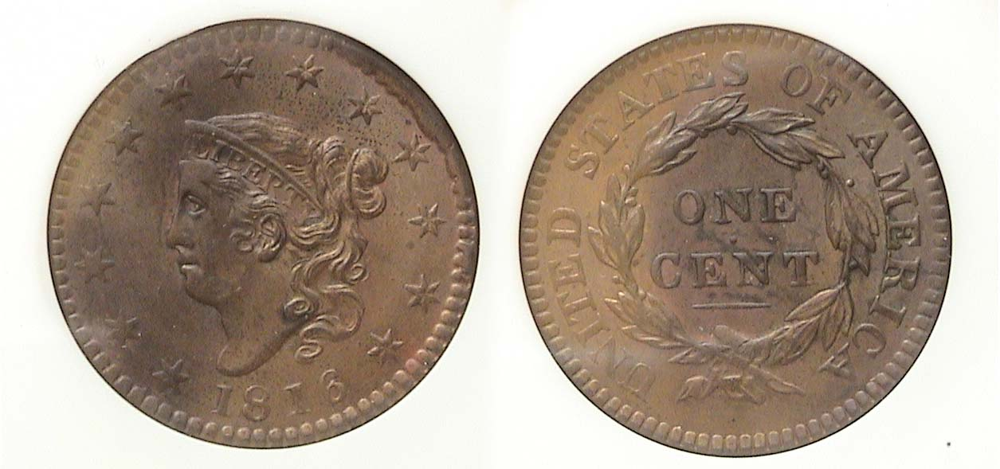 LIBERTY
1816
UNITED STATES OF AMERICA
ONE
CENT